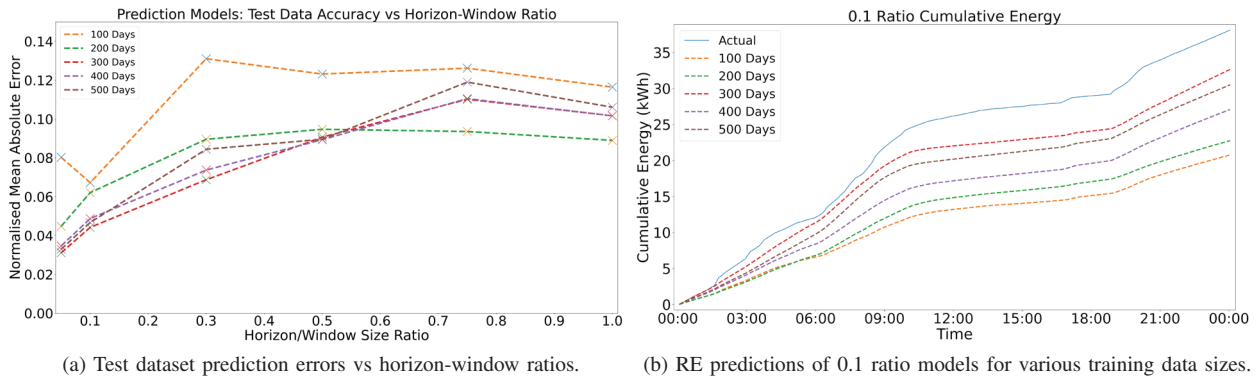 Prediction Models: Test Data Accuracy vs Horizon-Window Ratio
Normalised Mean Absolute Error
0.14
0.12
0.10
0.08
0.06
0.04
0.02
0.00
100 Days
200 Days
300 Days
400 Days
500 Days
0.1
0.2
0.3
0.4
0.5
0.6
0.7
0.8
0.9
1.0
Horizon/Window Size Ratio
(a) Test dataset prediction errors vs horizon-window ratios.
0.1 Ratio Cumulative Energy
Cumulative Energy (kWh)
35
30
25
20
15
10
5
0
Actual
100 Days
200 Days
300 Days
400 Days
500 Days
00:00
03:00
06:00
09:00
12:00
15:00
18:00
21:00
00:00
Time
(b) RE predictions of 0.1 ratio models for various training data sizes.